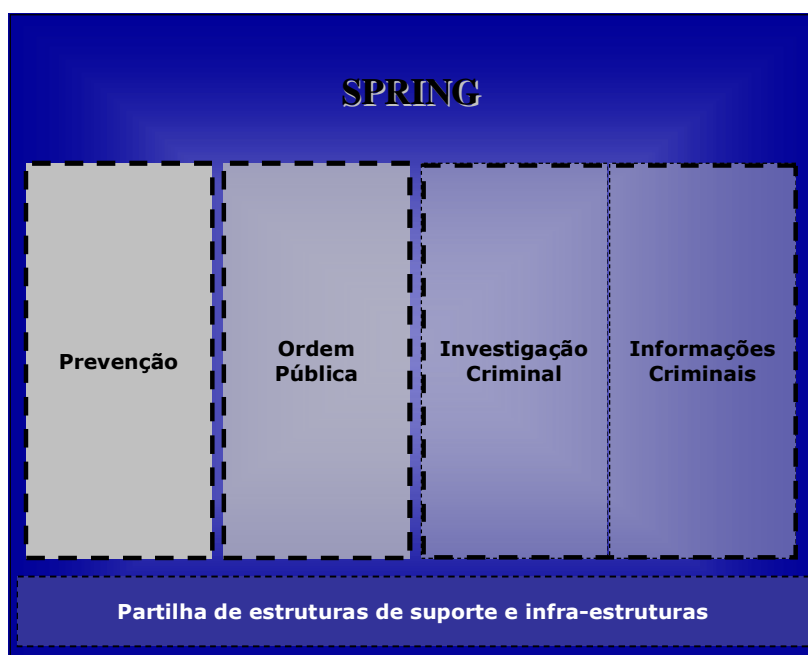 SPRING
Prevenção
Ordem
Pública
Investigação
Criminal
Informações
Criminais
Partilha de estruturas de suporte e infra-estruturas